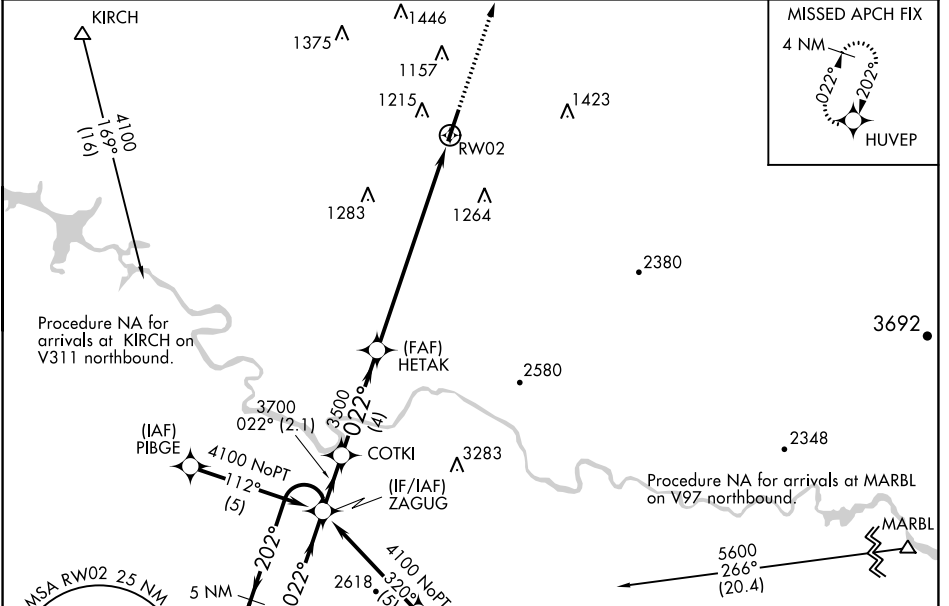 KIRCH
4100
169°
(16)
1375
1446
1157
1215
1423
RW02
1283
1264
MISSED APCH FIX
4 NM
022°
202°
HUVEP
2380
3692
Procedure NA for
arrivals at KIRCH on
V311 northbound.
(FAF)
HETAK
2580
3500
022°
(4)
3700
022° (2.1)
COTKI
(IAF)
PIBGE
4100 NoPT
112°
(5)
(IF/IAF)
ZAGUG
3283
2348
Procedure NA for arrivals at MARBL
on V97 northbound.
MARBL
5600
266°
(20.4)
202°
022°
5 NM
2618
4100 NoPT
320°
(5)
MSA RW02 25 NM